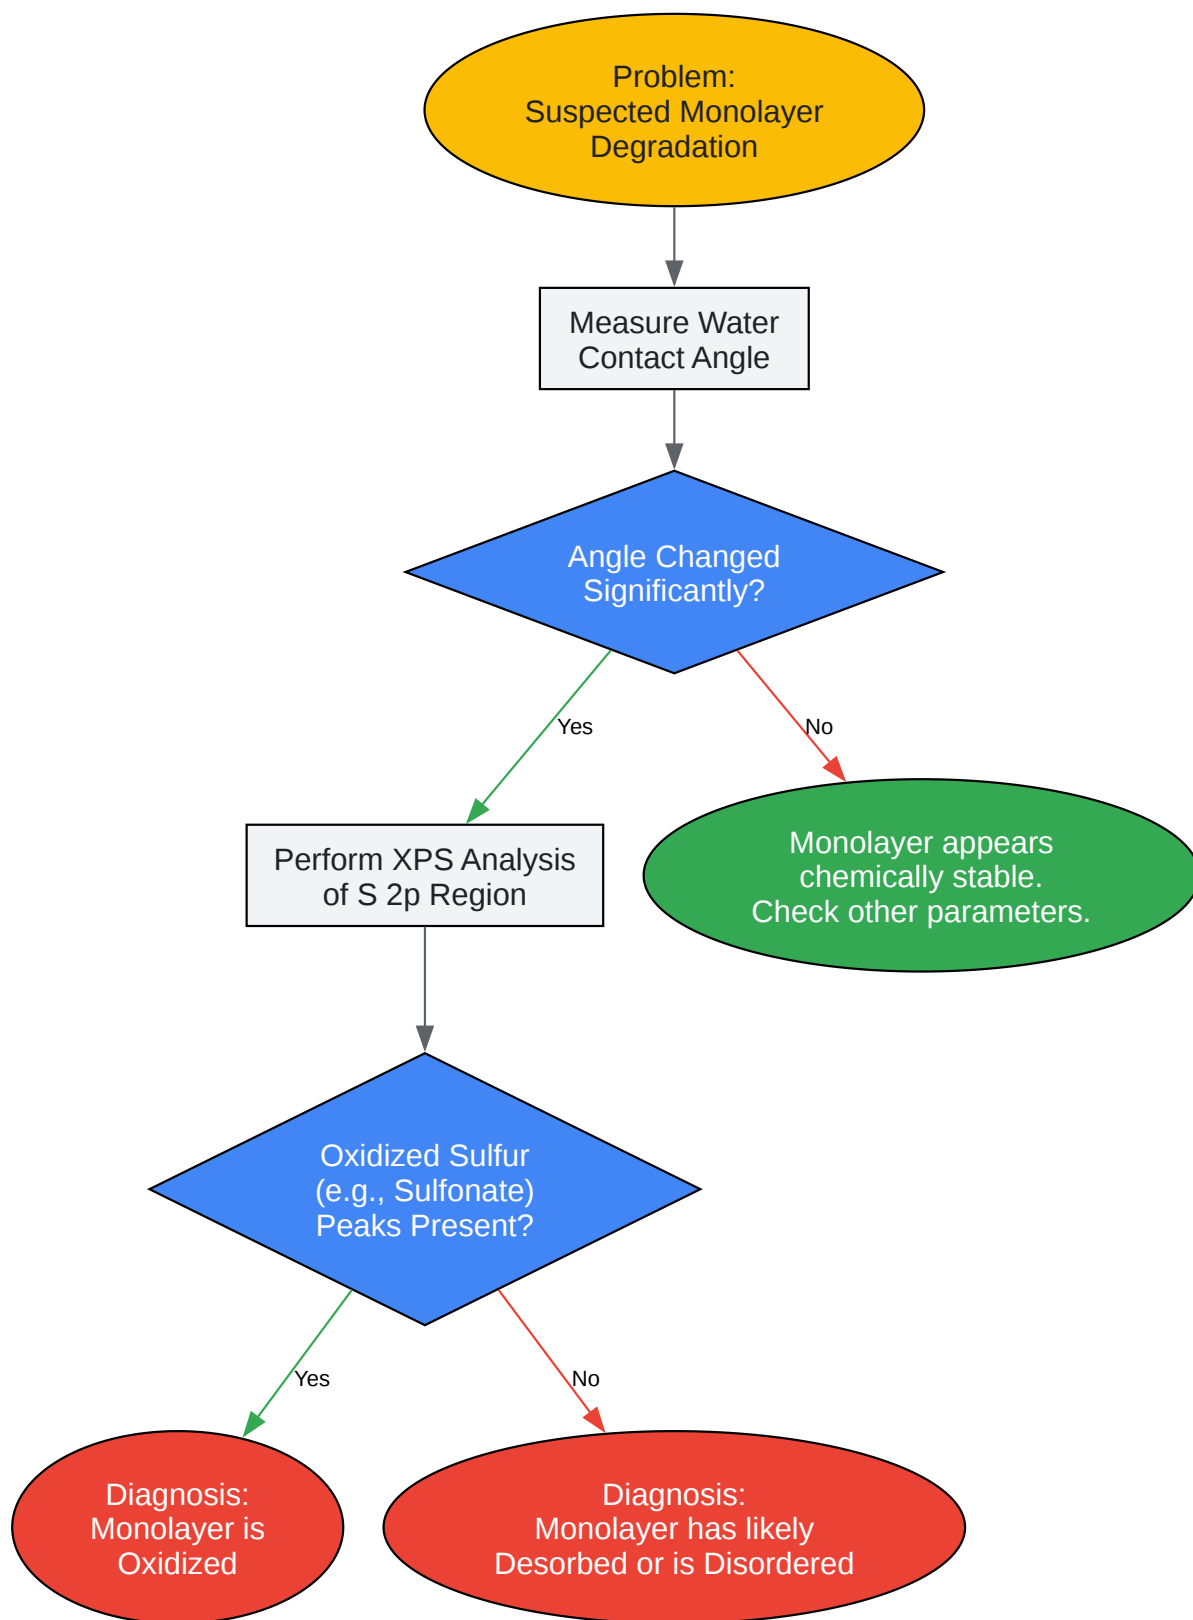 Problem:
Suspected Monolayer
Degradation
Measure Water
Contact Angle
Angle Changed
Significantly?
Yes
No
Perform XPS Analysis
of S 2p Region
Monolayer appears
chemically stable.
Check other parameters.
Oxidized Sulfur
(e.g., Sulfonate)
Peaks Present?
Yes
No
Diagnosis:
Monolayer is
Oxidized
Diagnosis:
Monolayer has likely
Desorbed or is Disordered